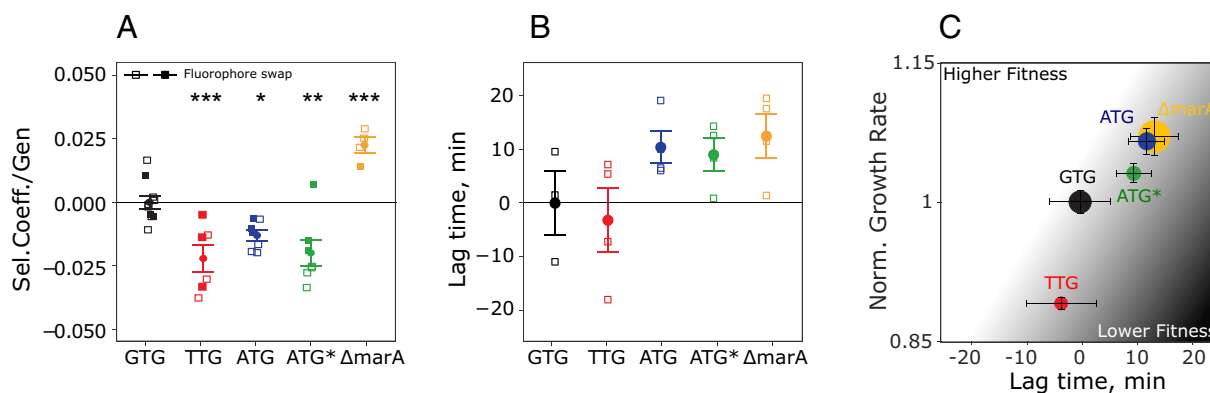 A
Sel.Coeff./Gen
0.050
0.025
0.000
−0.025
−0.050
Fluorophore swap
*** * ** ***
GTG TTG ATG ATG* ΔmarA
B
Lag time, min
20
10
0
−10
−20
GTG TTG ATG ATG* ΔmarA
C
Norm. Growth Rate
1.15
1
0.85
Higher Fitness
ATG
ΔmarA
GTG
ATG*
TTG
Lower Fitness
-20 -10 0 10 20
Lag time, min